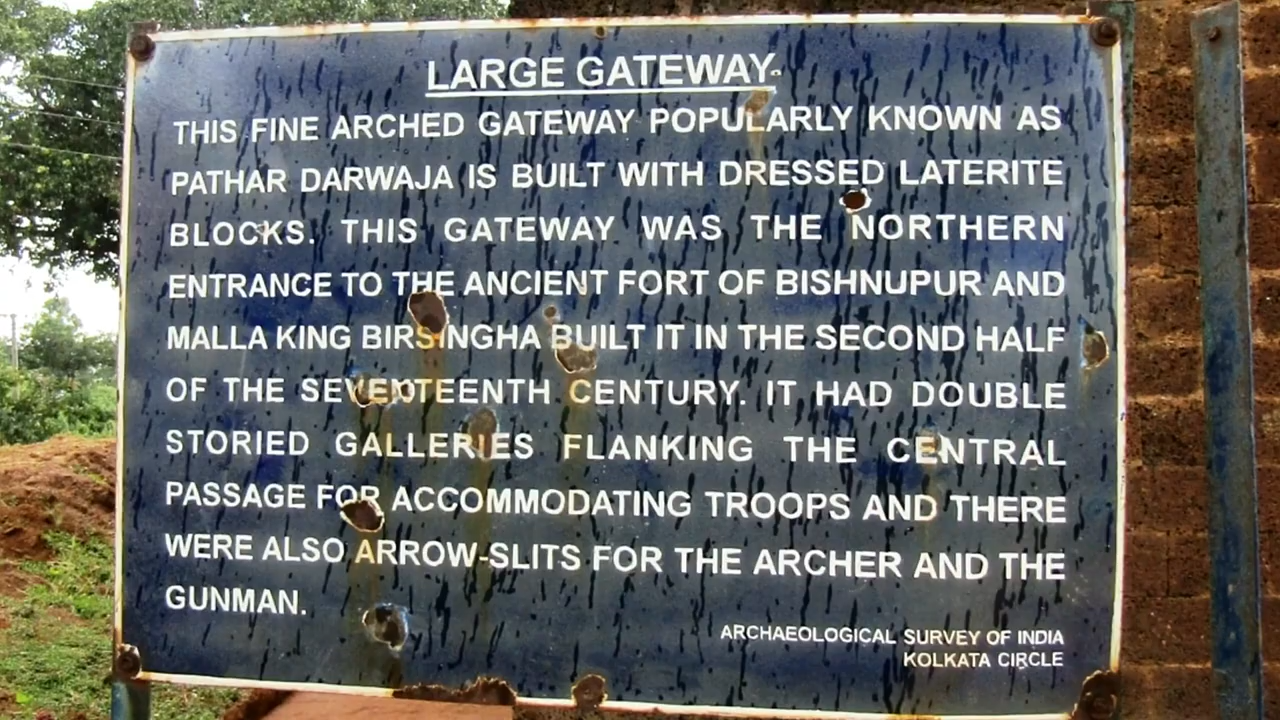 LARGE GATEWAY
THIS FINE ARCHED GATEWAY POPULARLY KNOWN AS
PATHAR DARWAJA IS BUILT WITH DRESSED LATERITE
BLOCKS. THIS GATEWAY WAS THE NORTHERN
ENTRANCE TO THE ANCIENT FORT OF BISHNUPUR AND
MALLA KING BIRSINGHA BUILT IT IN THE SECOND HALF
OF THE SEVENTEENTH CENTURY. IT HAD DOUBLE
STORIED GALLERIES FLANKING THE CENTRAL
PASSAGE FOR ACCOMMODATING TROOPS AND THERE
WERE ALSO ARROW-SLITS FOR THE ARCHER AND THE
GUNMAN.
ARCHAEOLOGICAL SURVEY OF INDIA
KOLKATA CIRCLE